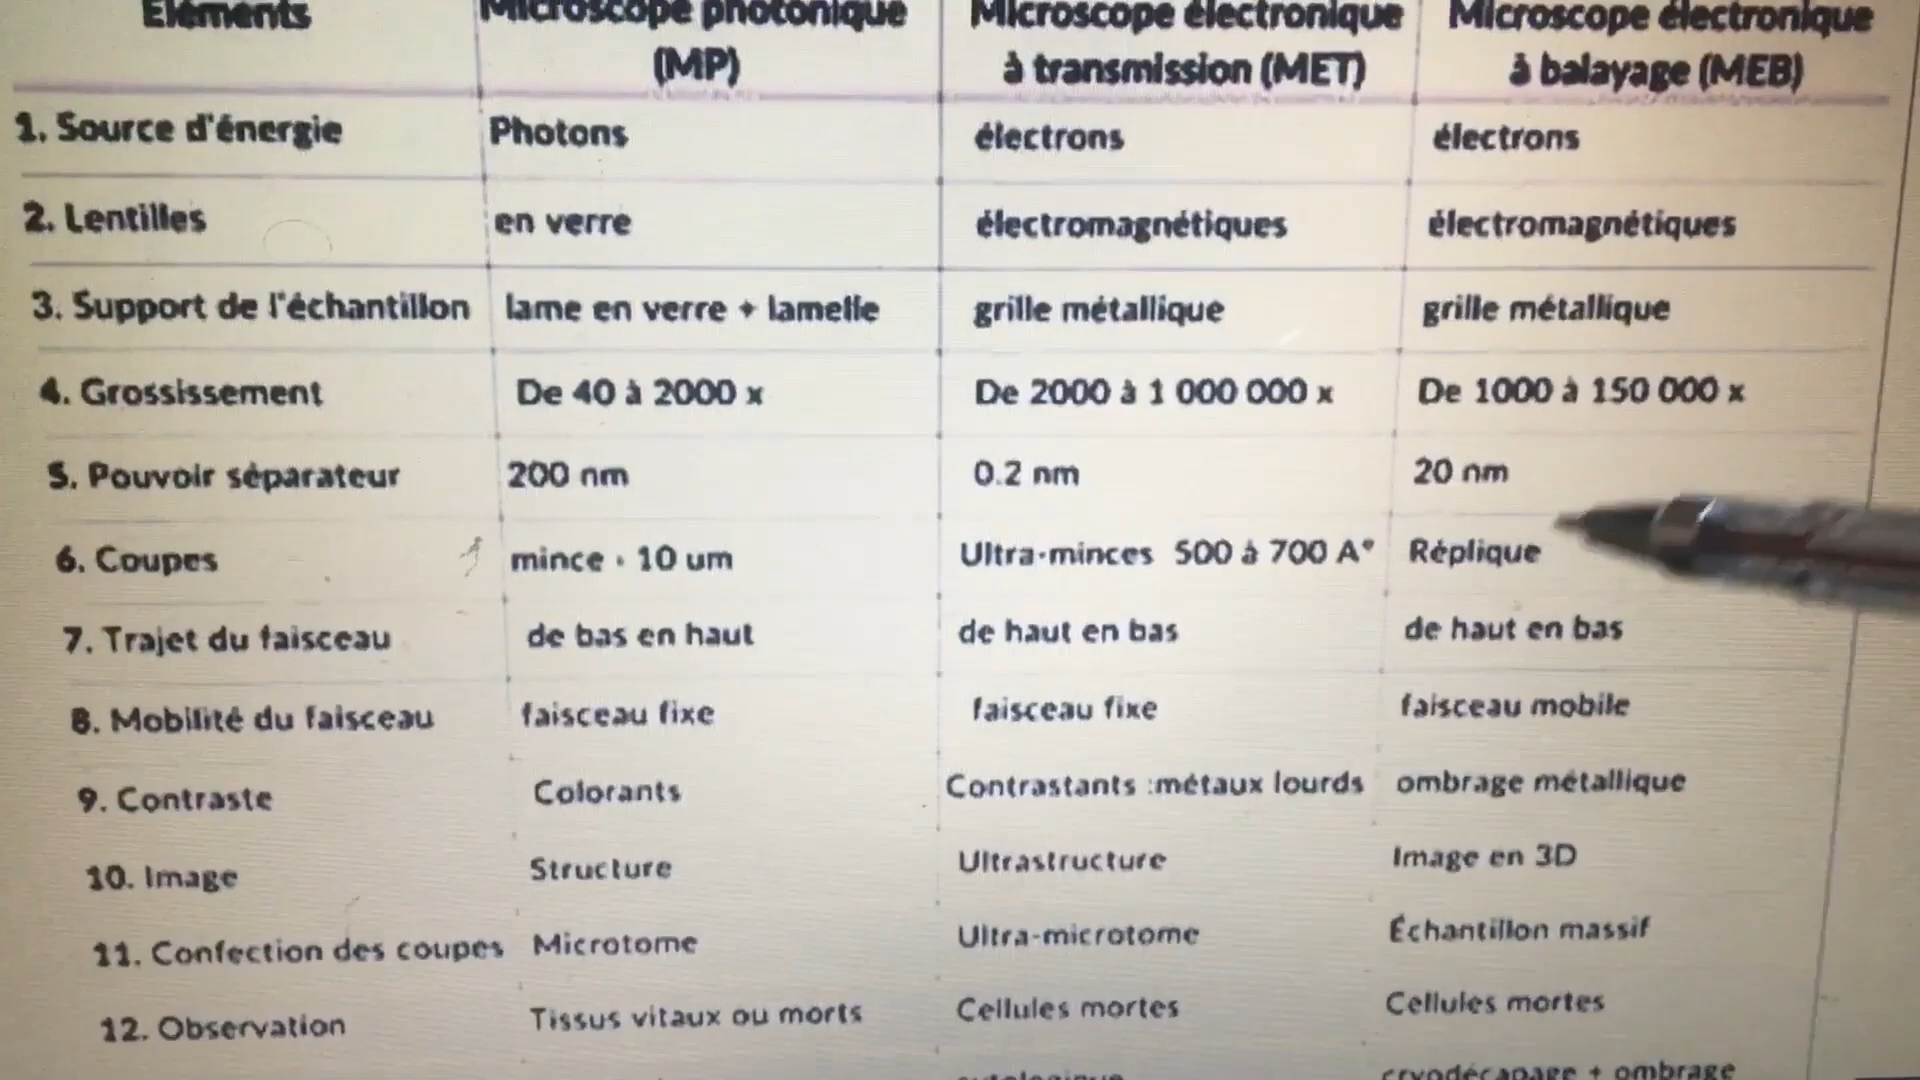 Eléments Microscope photonique Microscope électronique Microscope électronique
(MP) à transmission (MET) à balayage (MEB)
1. Source d'énergie Photons électrons électrons
2. Lentilles en verre électromagnétiques électromagnétiques
3. Support de l'échantillon lame en verre + lamelle grille métallique grille métallique
4. Grossissement De 40 à 2000 x De 2000 à 1 000 000 x De 1000 à 150 000 x
5. Pouvoir séparateur 200 nm 0.2 nm 20 nm
6. Coupes mince · 10 um Ultra-minces 500 à 700 A° Réplique
7. Trajet du faisceau de bas en haut de haut en bas de haut en bas
8. Mobilité du faisceau faisceau fixe faisceau fixe faisceau mobile
9. Contraste Colorants Contrastants :métaux lourds ombrage métallique
10. Image Structure Ultrastructure Image en 3D
11. Confection des coupes Microtome Ultra-microtome Échantillon massif
12. Observation Tissus vitaux ou morts Cellules mortes Cellules mortes
cryodécapage + ombrage